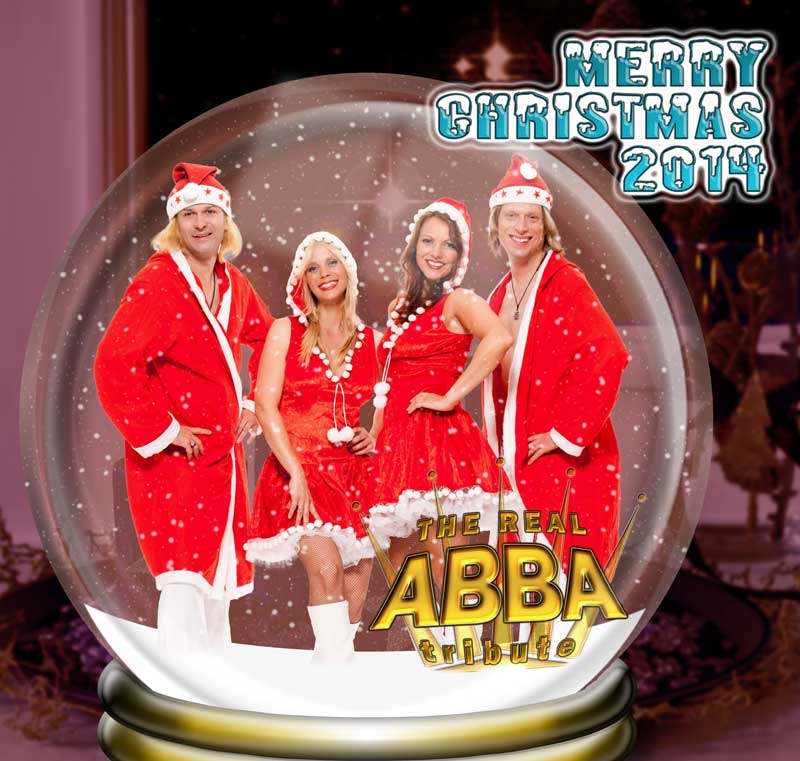 MERRY
CHRISTMAS
2014
THE REAL
ABBA
tribute